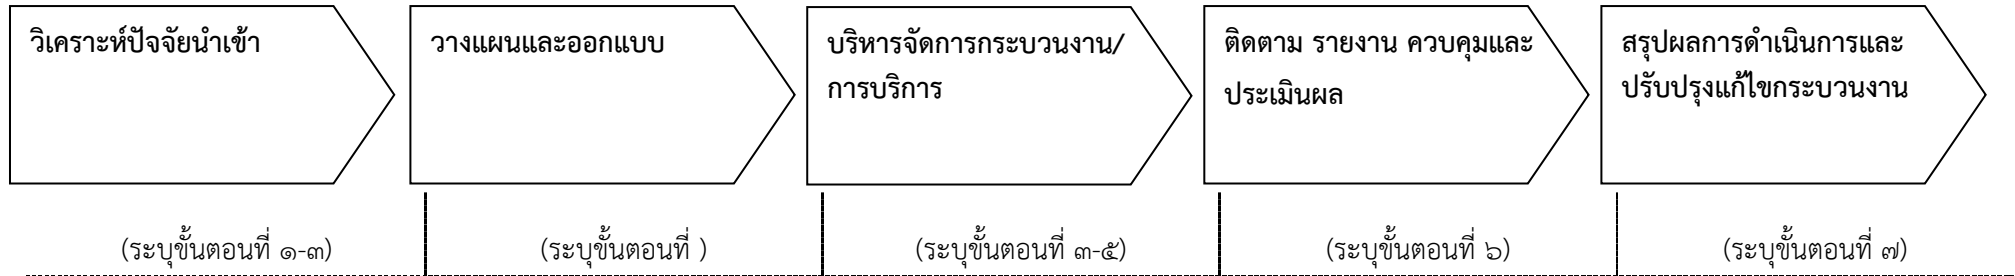 วิเคราะห์ปัจจัยนำเข้า
วางแผนและออกแบบ
บริหารจัดการกระบวนงาน/
การบริการ
ติดตาม รายงาน ควบคุมและ
ประเมินผล
สรุปผลการดำเนินการและ
ปรับปรุงแก้ไขกระบวนงาน
(ระบุขั้นตอนที่ ๑-๓)
(ระบุขั้นตอนที่ )
(ระบุขั้นตอนที่ ๓-๕)
(ระบุขั้นตอนที่ ๖)
(ระบุขั้นตอนที่ ๗)